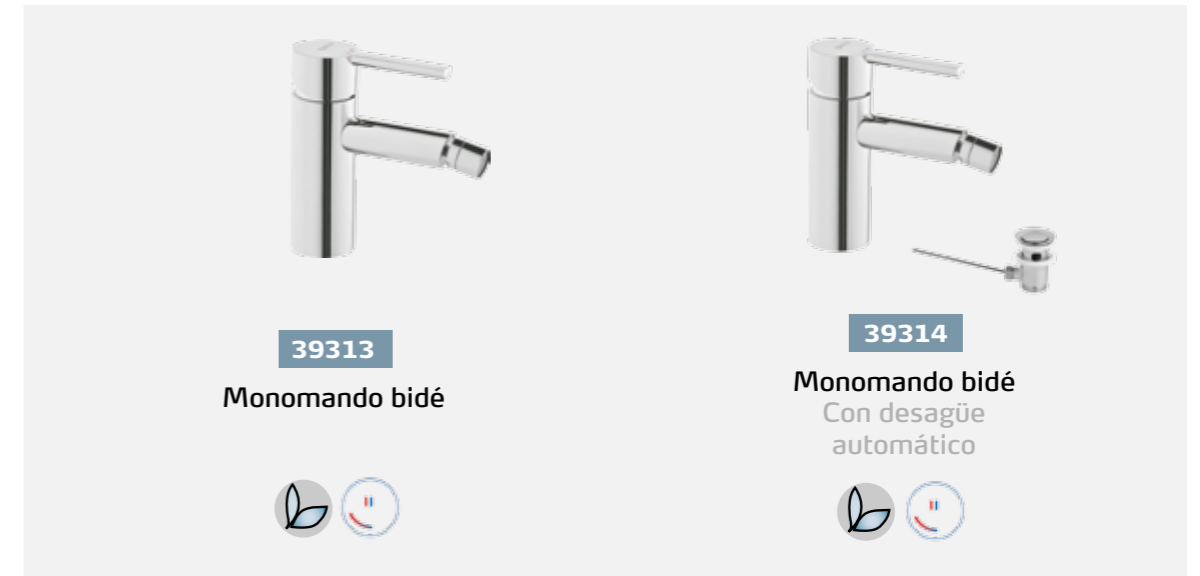 39313
Monomando bidé
39314
Monomando bidé
Con desagüe
automático